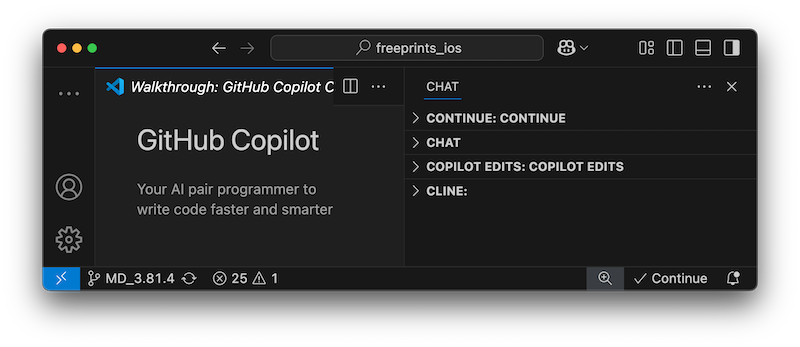 freeprints_ios
Walkthrough: GitHub Copilot C
CHAT
GitHub Copilot
Your AI pair programmer to
write code faster and smarter
CONTINUE: CONTINUE
CHAT
COPILOT EDITS: COPILOT EDITS
CLINE:
MD_3.81.4
25
1
Continue